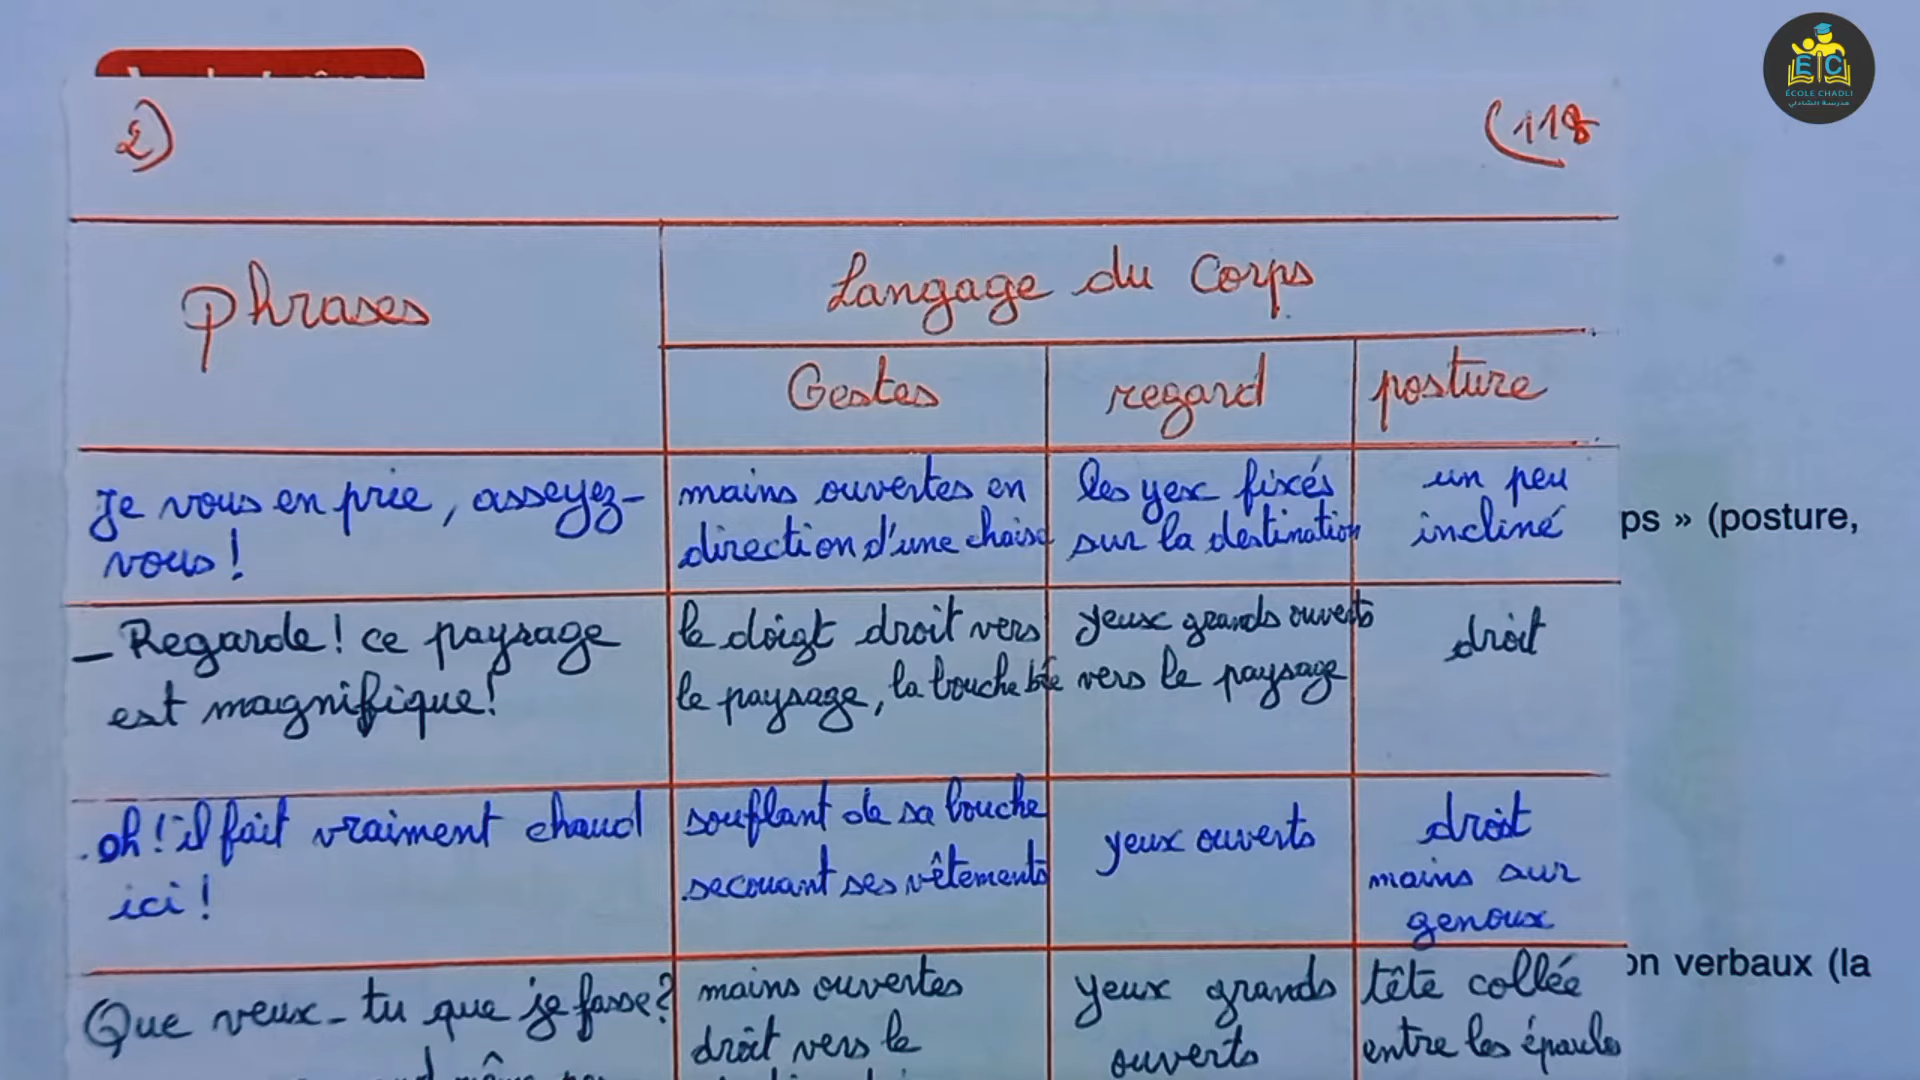 ÉCOLE CHADLI
مدرسة الشاذلي
2)
(118
Phrases
Langage du Corps
Gestes
regard
posture
Je vous en prie, asseyez-
vous !
mains ouvertes en
direction d'une chaise
les yex fixés
sur la destination
un peu
incliné
ps » (posture,
_ Regarde ! ce paysage
est magnifique !
le doigt droit vers
le paysage, la bouche bée
yeux grands ouverts
vers le paysage
droit
. oh ! il fait vraiment chaud
ici !
souflant de sa bouche
.secouant ses vêtements
yeux ouverts
droit
mains sur
genoux
on verbaux (la
Que veux-tu que je fasse ?
mains ouvertes
droit vers le
yeux grands
ouverts
tête collée
entre les épaules